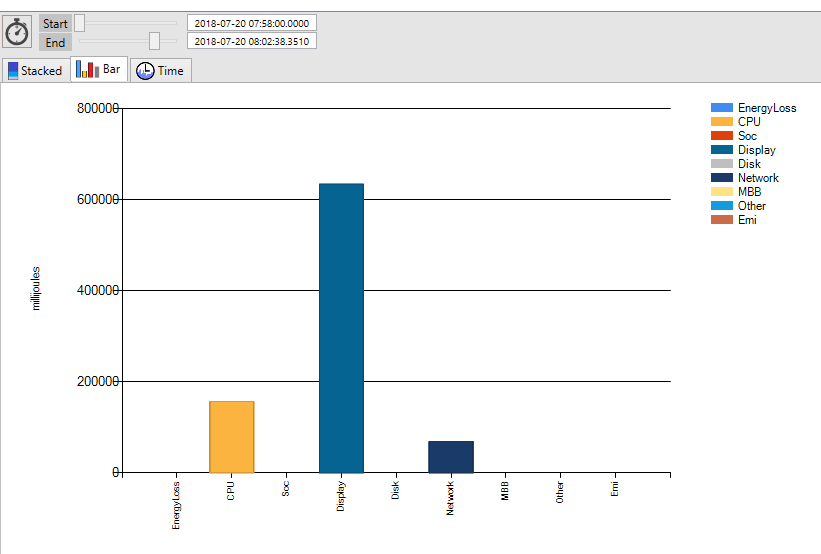 Start
2018-07-20 07:58:00.0000
End
2018-07-20 08:02:38.3510
Stacked
Bar
Time
800000
600000
400000
200000
0
millijoules
EnergyLoss
CPU
Soc
Display
Disk
Network
MBB
Other
Emi
EnergyLoss
CPU
Soc
Display
Disk
Network
MBB
Other
Emi